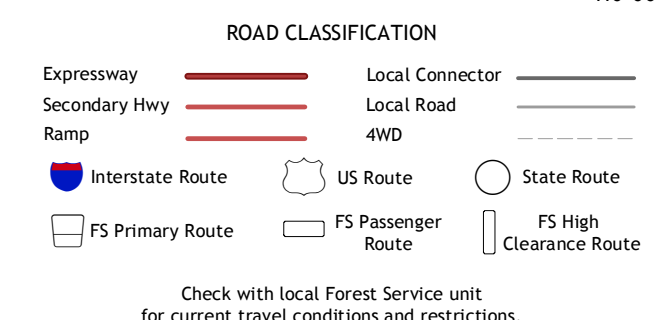 ROAD CLASSIFICATION
Expressway
Local Connector
Secondary Hwy
Local Road
Ramp
4WD
Interstate Route
US Route
State Route
FS Primary Route
FS Passenger
Route
FS High
Clearance Route
Check with local Forest Service unit
for current travel conditions and restrictions.